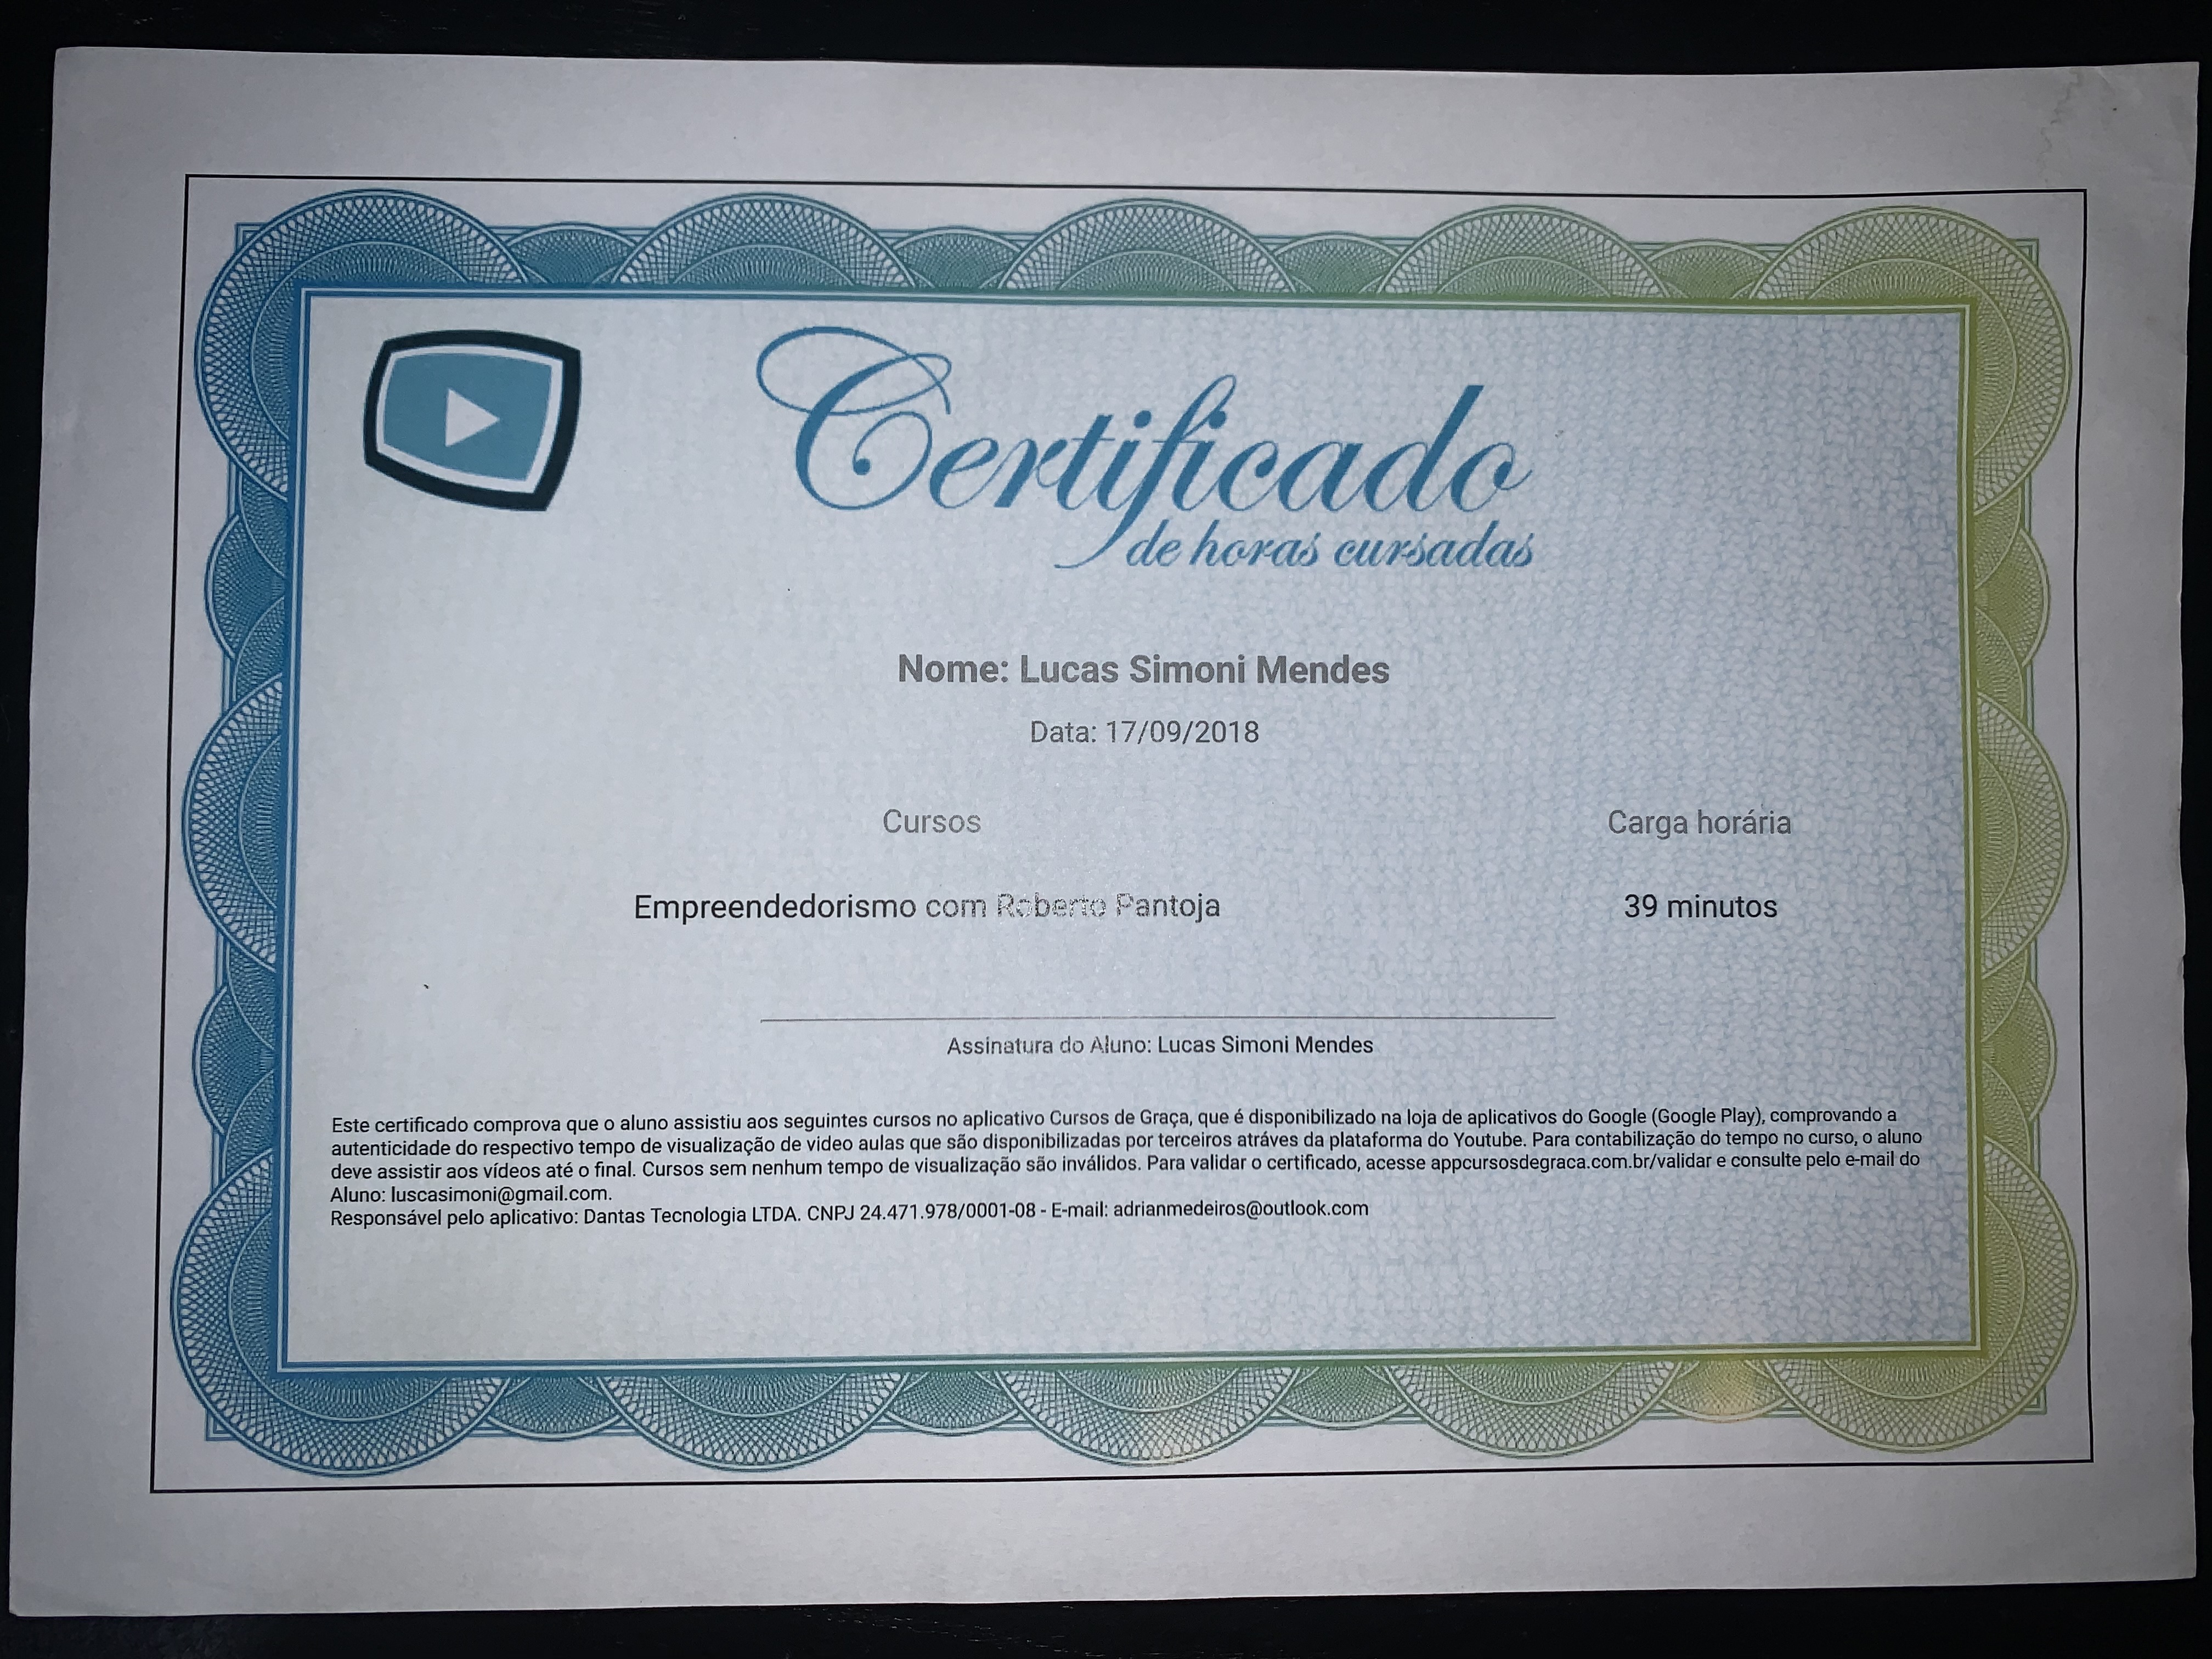 Certificado
de horas cursadas
Nome: Lucas Simoni Mendes
Data: 17/09/2018
Cursos Carga horária
Empreendedorismo com Roberto Pantoja 39 minutos
Assinatura do Aluno: Lucas Simoni Mendes
Este certificado comprova que o aluno assistiu aos seguintes cursos no aplicativo Cursos de Graça, que é disponibilizado na loja de aplicativos do Google (Google Play), comprovando a
autenticidade do respectivo tempo de visualização de video aulas que são disponibilizadas por terceiros atráves da plataforma do Youtube. Para contabilização do tempo no curso, o aluno
deve assistir aos vídeos até o final. Cursos sem nenhum tempo de visualização são inválidos. Para validar o certificado, acesse appcursosdegraca.com.br/validar e consulte pelo e-mail do
Aluno: luscasimoni@gmail.com.
Responsável pelo aplicativo: Dantas Tecnologia LTDA. CNPJ 24.471.978/0001-08 - E-mail: adrianmedeiros@outlook.com